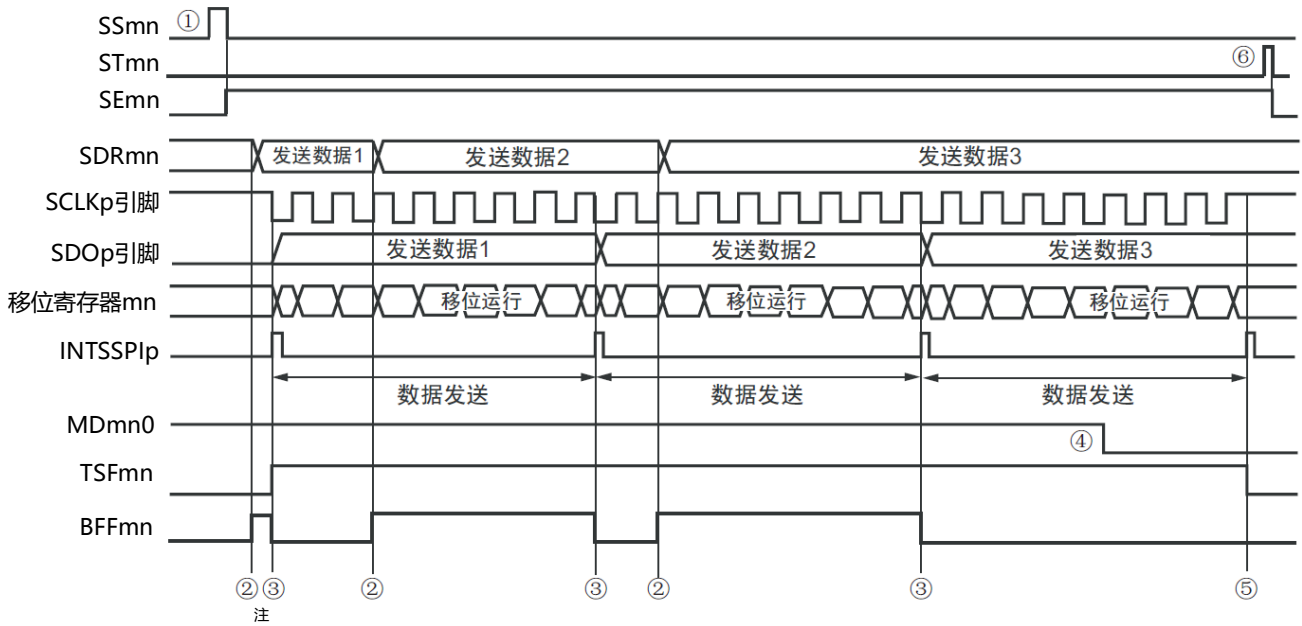 SSmn ①
STmn ⑥
SEmn
SDRmn 发送数据1 发送数据2 发送数据3
SCLKp引脚
SDOp引脚 发送数据1 发送数据2 发送数据3
移位寄存器mn 移位运行 移位运行 移位运行
INTSSPIp
数据发送 数据发送 数据发送
MDmn0 ④
TSFmn
BFFmn
②③ ② ③ ② ③ ⑤
注